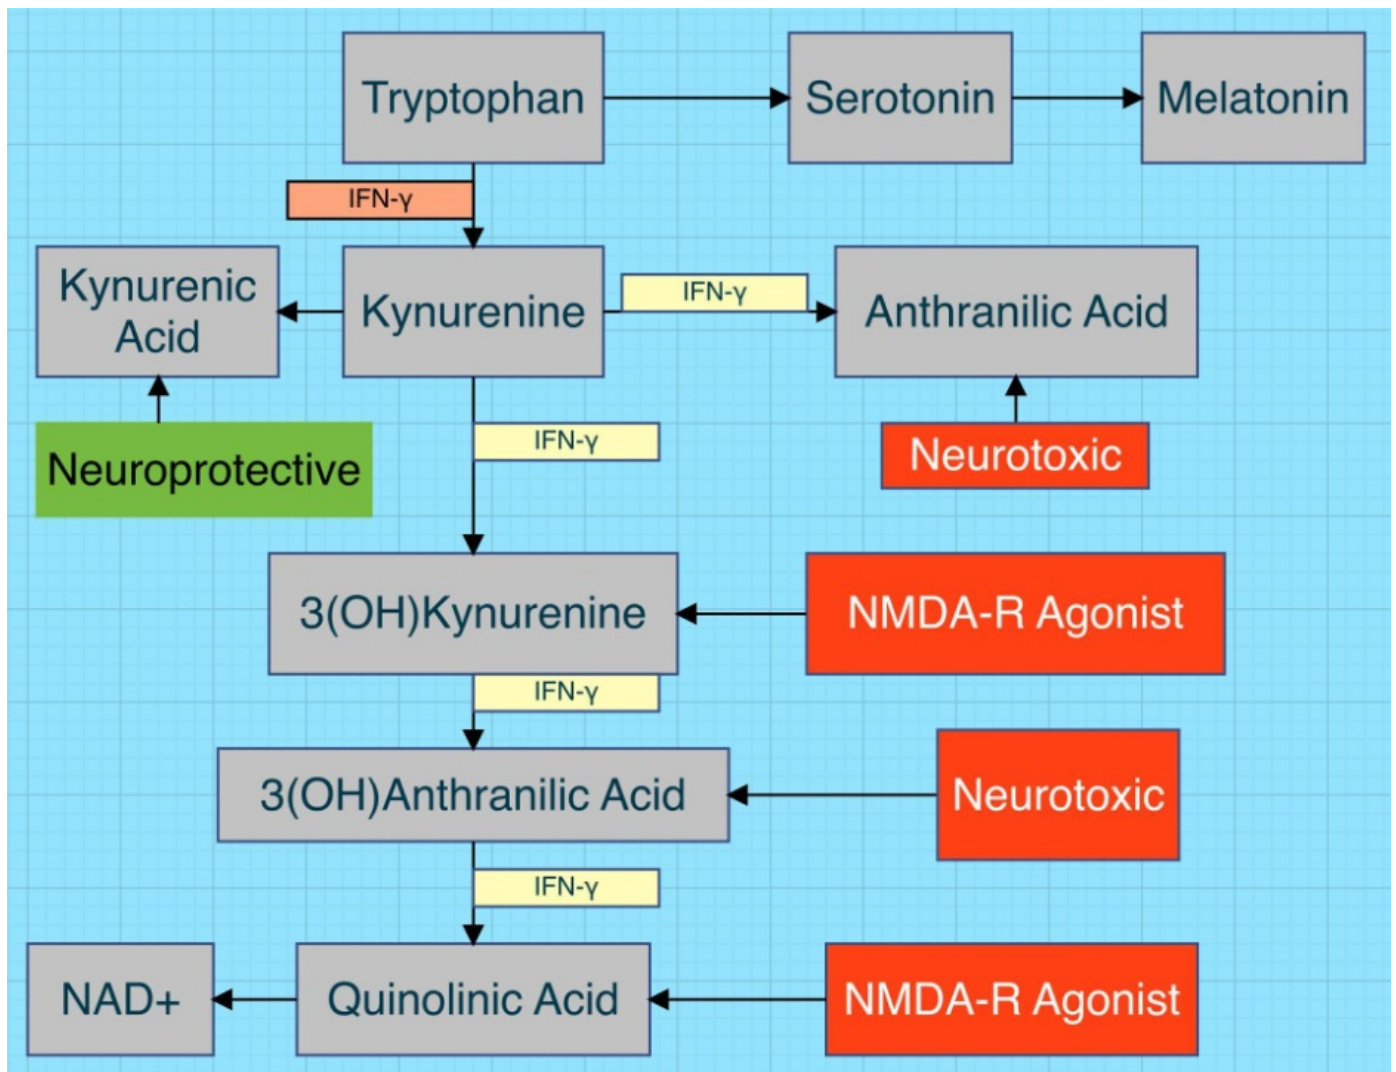 Tryptophan
Serotonin
Melatonin
IFN-γ
Kynurenic
Acid
Kynurenine
IFN-γ
Anthranilic Acid
IFN-γ
Neuroprotective
Neurotoxic
3(OH)Kynurenine
NMDA-R Agonist
IFN-γ
3(OH)Anthranilic Acid
Neurotoxic
IFN-γ
NAD+
Quinolinic Acid
NMDA-R Agonist